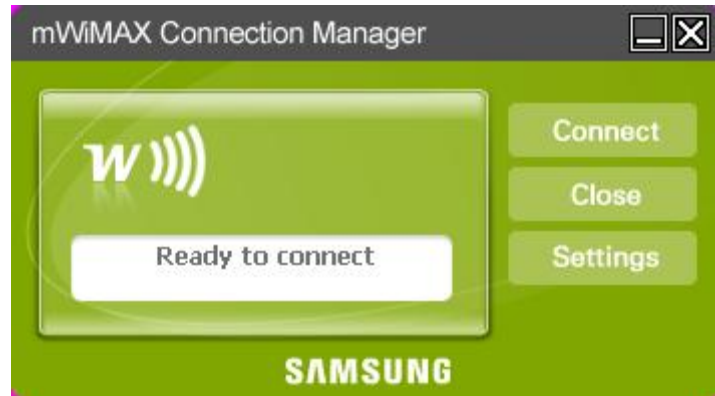 mWiMAX Connection Manager
w
Ready to connect
Connect
Close
Settings
SAMSUNG